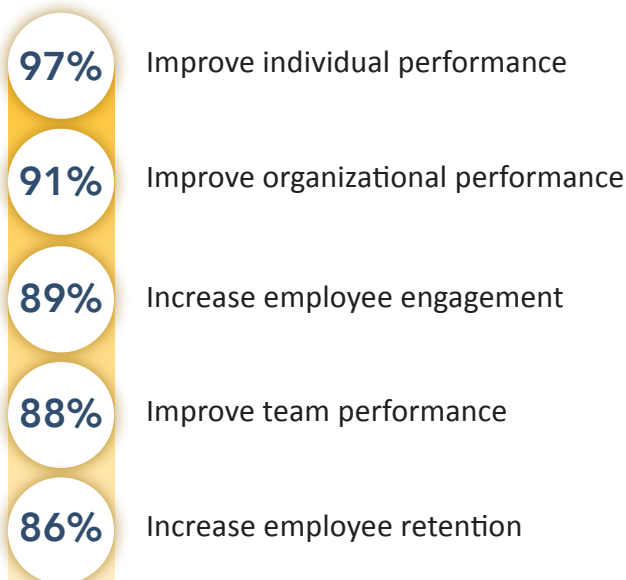 97% Improve individual performance
91% Improve organizational performance
89% Increase employee engagement
88% Improve team performance
86% Increase employee retention